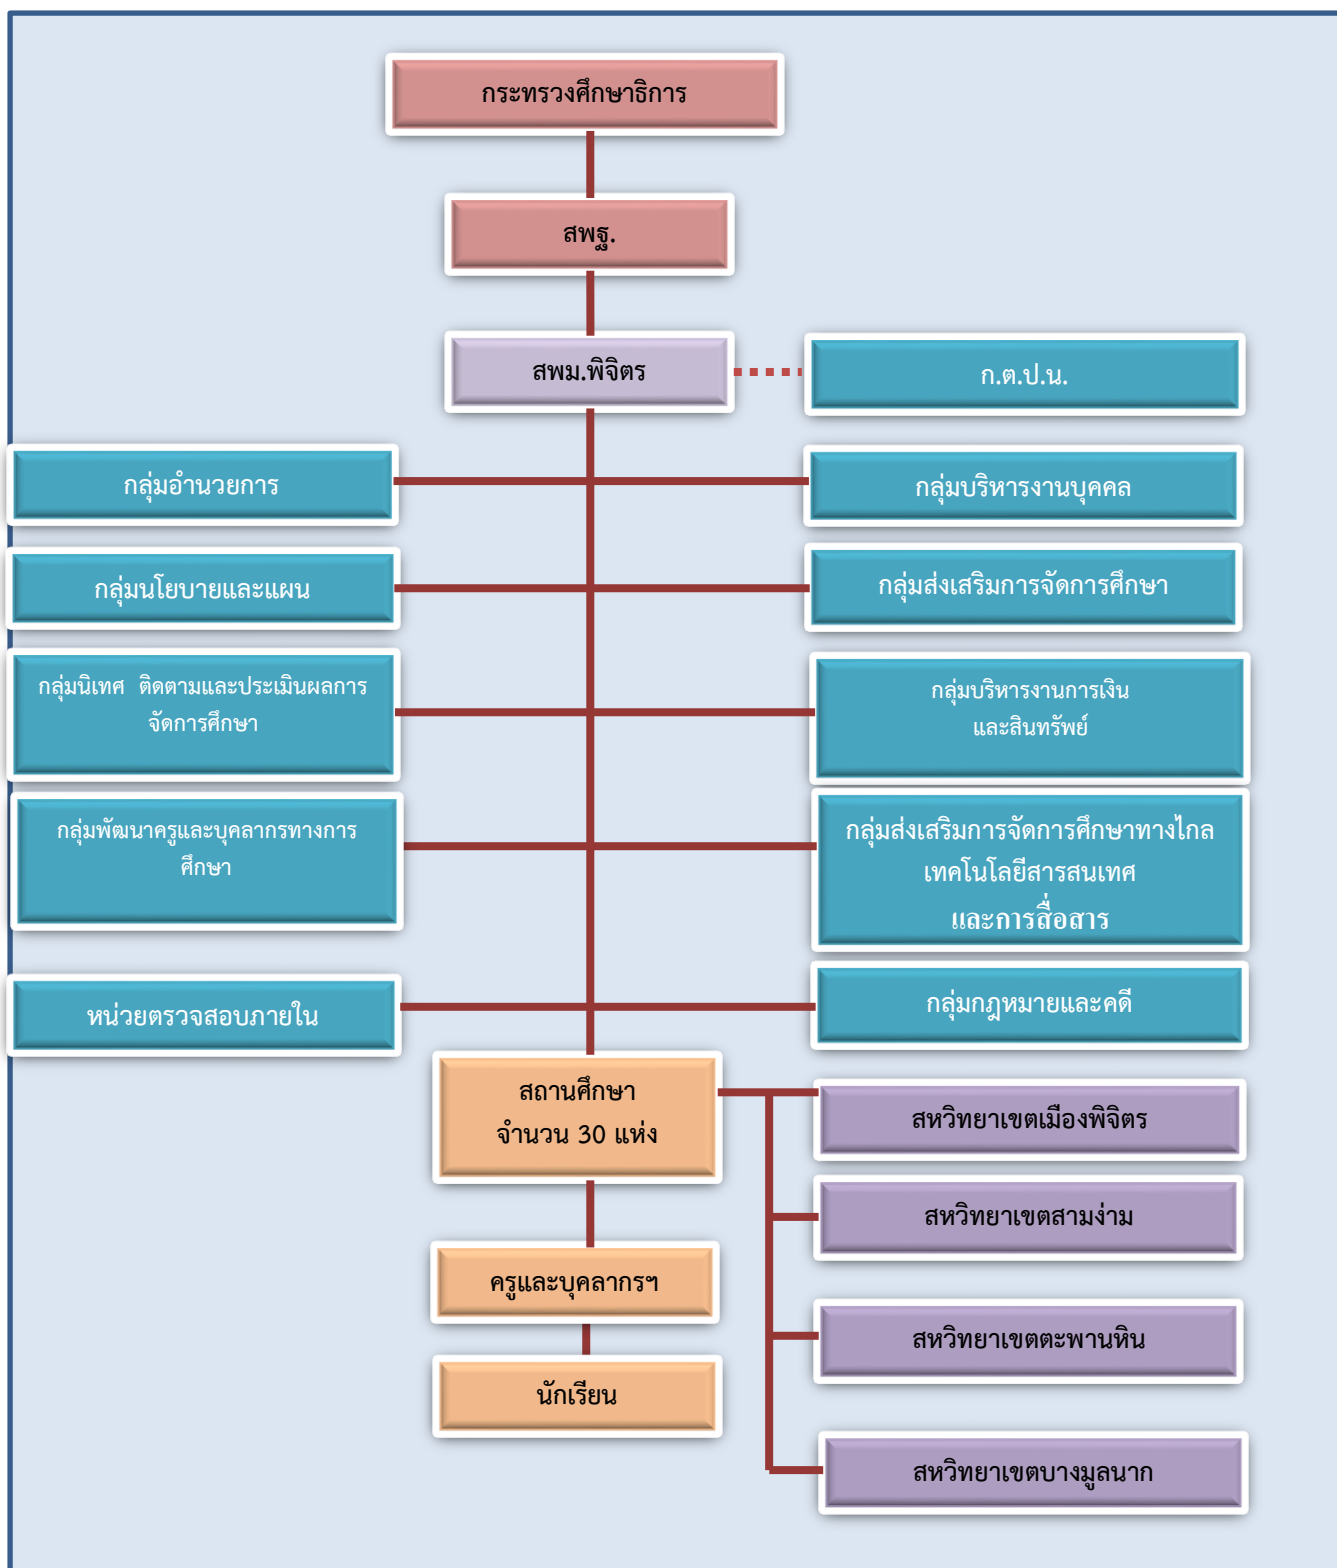 กระทรวงศึกษาธิการ
สพฐ.
สพม.พิจิตร
ก.ต.ป.น.
กลุ่มอำนวยการ
กลุ่มบริหารงานบุคคล
กลุ่มนโยบายและแผน
กลุ่มส่งเสริมการจัดการศึกษา
กลุ่มนิเทศ ติดตามและประเมินผลการ
จัดการศึกษา
กลุ่มบริหารงานการเงิน
และสินทรัพย์
กลุ่มพัฒนาครูและบุคลากรทางการ
ศึกษา
กลุ่มส่งเสริมการจัดการศึกษาทางไกล
เทคโนโลยีสารสนเทศ
และการสื่อสาร
หน่วยตรวจสอบภายใน
กลุ่มกฎหมายและคดี
สถานศึกษา
จำนวน 30 แห่ง
สหวิทยาเขตเมืองพิจิตร
สหวิทยาเขตสามง่าม
ครูและบุคลากรฯ
สหวิทยาเขตตะพานหิน
นักเรียน
สหวิทยาเขตบางมูลนาก